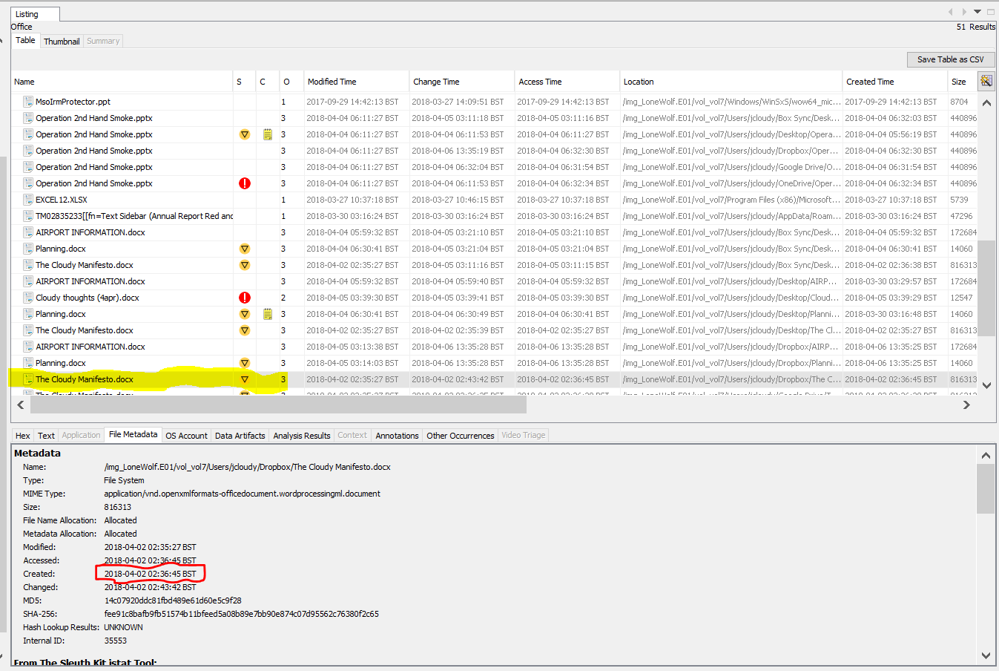 Listing
Office 51 Results
Table Thumbnail Summary
Save Table as CSV
Name S C O Modified Time Change Time Access Time Location Created Time Size
MsoIrmProtector.ppt 1 2017-09-29 14:42:13 BST 2018-03-27 14:09:51 BST 2017-09-29 14:42:13 BST /img_LoneWolf.E01/vol_vol7/Windows/WinSxS/wow64_mic... 2017-09-29 14:42:13 BST 8704
Operation 2nd Hand Smoke.pptx 3 2018-04-04 06:11:27 BST 2018-04-05 03:11:18 BST 2018-04-05 03:11:16 BST /img_LoneWolf.E01/vol_vol7/Users/jcloudy/Box Sync/Desk... 2018-04-04 06:32:03 BST 440896
Operation 2nd Hand Smoke.pptx 3 2018-04-04 06:11:27 BST 2018-04-04 06:11:53 BST 2018-04-04 06:11:27 BST /img_LoneWolf.E01/vol_vol7/Users/jcloudy/Desktop/Opera... 2018-04-04 05:56:19 BST 440896
Operation 2nd Hand Smoke.pptx 3 2018-04-04 06:11:27 BST 2018-04-06 13:35:19 BST 2018-04-04 06:32:30 BST /img_LoneWolf.E01/vol_vol7/Users/jcloudy/Dropbox/Oper... 2018-04-04 06:32:30 BST 440896
Operation 2nd Hand Smoke.pptx 3 2018-04-04 06:11:27 BST 2018-04-04 06:32:04 BST 2018-04-04 06:31:54 BST /img_LoneWolf.E01/vol_vol7/Users/jcloudy/Google Drive/O... 2018-04-04 06:31:54 BST 440896
Operation 2nd Hand Smoke.pptx 3 2018-04-04 06:11:27 BST 2018-04-04 06:11:53 BST 2018-04-04 06:32:34 BST /img_LoneWolf.E01/vol_vol7/Users/jcloudy/OneDrive/Oper... 2018-04-04 06:32:34 BST 440896
EXCEL12.XLSX 1 2018-03-27 10:37:18 BST 2018-03-27 10:46:15 BST 2018-03-27 10:37:18 BST /img_LoneWolf.E01/vol_vol7/Program Files (x86)/Microsoft... 2018-03-27 10:37:18 BST 5739
TM02835233[[fn=Text Sidebar (Annual Report Red and 1 2018-03-30 03:16:24 BST 2018-03-30 03:16:24 BST 2018-03-30 03:16:24 BST /img_LoneWolf.E01/vol_vol7/Users/jcloudy/AppData/Roam... 2018-03-30 03:16:24 BST 47296
AIRPORT INFORMATION.docx 3 2018-04-04 05:59:32 BST 2018-04-05 03:21:10 BST 2018-04-05 03:21:10 BST /img_LoneWolf.E01/vol_vol7/Users/jcloudy/Box Sync/Desk... 2018-04-04 05:59:32 BST 172684
Planning.docx 3 2018-04-04 06:30:41 BST 2018-04-05 03:21:04 BST 2018-04-05 03:21:04 BST /img_LoneWolf.E01/vol_vol7/Users/jcloudy/Box Sync/Desk... 2018-04-04 06:30:41 BST 14060
The Cloudy Manifesto.docx 3 2018-04-02 02:35:27 BST 2018-04-05 03:11:16 BST 2018-04-05 03:11:15 BST /img_LoneWolf.E01/vol_vol7/Users/jcloudy/Box Sync/Desk... 2018-04-02 02:36:38 BST 816313
AIRPORT INFORMATION.docx 3 2018-04-04 05:59:32 BST 2018-04-04 05:59:40 BST 2018-04-04 05:59:32 BST /img_LoneWolf.E01/vol_vol7/Users/jcloudy/Desktop/AIRP... 2018-03-30 03:29:57 BST 172684
Cloudy thoughts (4apr).docx 2 2018-04-05 03:39:30 BST 2018-04-05 03:39:41 BST 2018-04-05 03:39:30 BST /img_LoneWolf.E01/vol_vol7/Users/jcloudy/Desktop/Cloud... 2018-04-05 03:39:29 BST 12547
Planning.docx 3 2018-04-04 06:30:41 BST 2018-04-04 06:30:49 BST 2018-04-04 06:30:41 BST /img_LoneWolf.E01/vol_vol7/Users/jcloudy/Desktop/Planni... 2018-03-30 03:16:48 BST 14060
The Cloudy Manifesto.docx 3 2018-04-02 02:35:27 BST 2018-04-02 02:35:39 BST 2018-04-02 02:35:27 BST /img_LoneWolf.E01/vol_vol7/Users/jcloudy/Desktop/The Cl... 2018-04-02 02:35:27 BST 816313
AIRPORT INFORMATION.docx 3 2018-04-05 03:13:38 BST 2018-04-06 13:35:28 BST 2018-04-06 13:35:25 BST /img_LoneWolf.E01/vol_vol7/Users/jcloudy/Dropbox/AIRP... 2018-04-06 13:35:25 BST 172684
Planning.docx 3 2018-04-05 03:14:03 BST 2018-04-06 13:35:28 BST 2018-04-06 13:35:25 BST /img_LoneWolf.E01/vol_vol7/Users/jcloudy/Dropbox/Planni... 2018-04-06 13:35:25 BST 14060
The Cloudy Manifesto.docx 3 2018-04-02 02:35:27 BST 2018-04-02 02:43:42 BST 2018-04-02 02:36:45 BST /img_LoneWolf.E01/vol_vol7/Users/jcloudy/Dropbox/The C... 2018-04-02 02:36:45 BST 816313
Hex Text Application File Metadata OS Account Data Artifacts Analysis Results Context Annotations Other Occurrences Video Triage
Metadata
Name: /img_LoneWolf.E01/vol_vol7/Users/jcloudy/Dropbox/The Cloudy Manifesto.docx
Type: File System
MIME Type: application/vnd.openxmlformats-officedocument.wordprocessingml.document
Size: 816313
File Name Allocation: Allocated
Metadata Allocation: Allocated
Modified: 2018-04-02 02:35:27 BST
Accessed: 2018-04-02 02:36:45 BST
Created: 2018-04-02 02:36:45 BST
Changed: 2018-04-02 02:43:42 BST
MD5: 14c07920ddc81fbd489e61d60e5c9f28
SHA-256: fee91c8bafb9fb51574b11bfeed5a08b89e7bb90e874c07d95562c76380f2c65
Hash Lookup Results: UNKNOWN
Internal ID: 35553
From The Sleuth Kit istat Tool: